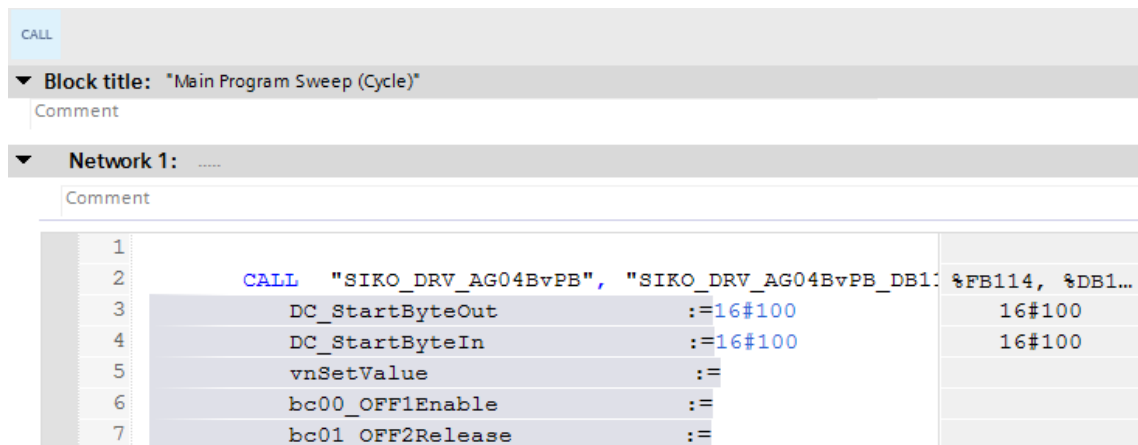 CALL
Block title: "Main Program Sweep (Cycle)"
Comment
Network 1: .....
Comment
1
2 CALL "SIKO_DRV_AG04BvPB", "SIKO_DRV_AG04BvPB_DB11 %FB114, %DB1...
3 DC_StartByteOut :=16#100 16#100
4 DC_StartByteIn :=16#100 16#100
5 vnSetValue :=
6 bc00_OFF1Enable :=
7 bc01_OFF2Release :=